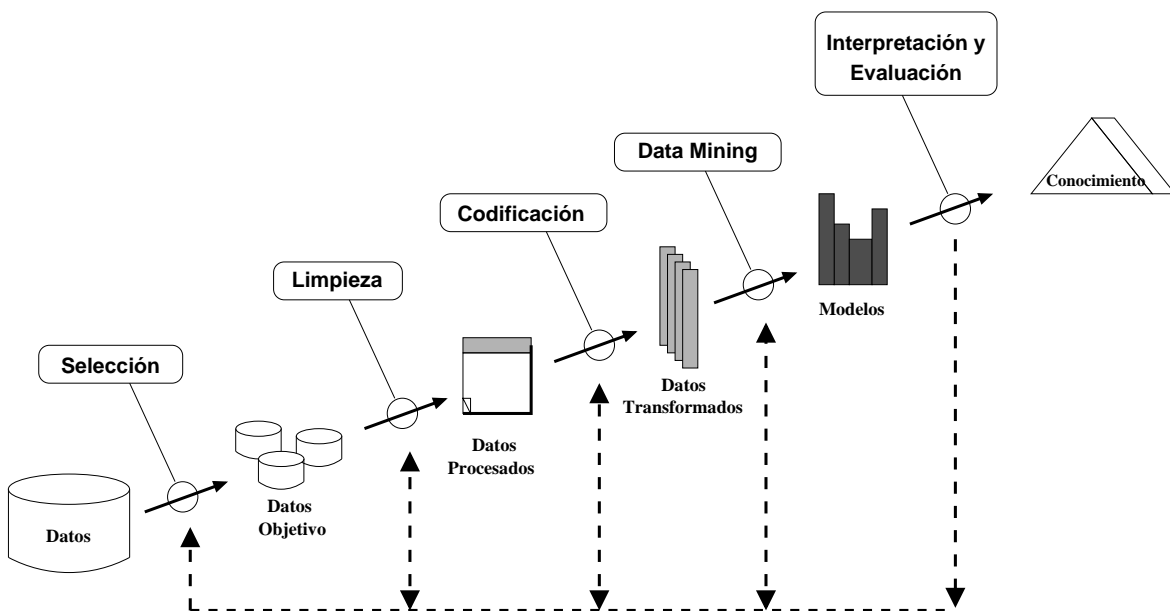 Interpretación y
Evaluación
Data Mining
Conocimiento
Codificación
Modelos
Limpieza
Datos
Transformados
Selección
Datos
Procesados
Datos
Objetivo
Datos